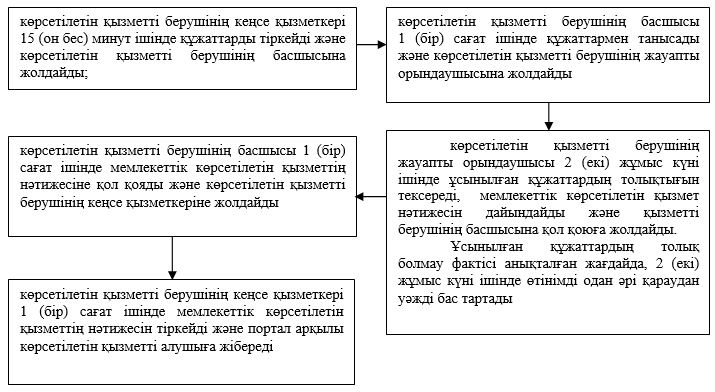 көрсетілетін қызметті берушінің кеңсе қызметкері
15 (он бес) минут ішінде құжаттарды тіркейді және
көрсетілетін қызметті берушінің басшысына
жолдайды;
көрсетілетін қызметті берушінің басшысы
1 (бір) сағат ішінде құжаттармен танысады
және көрсетілетін қызметті берушінің жауапты
орындаушысына жолдайды
көрсетілетін қызметті берушінің
жауапты орындаушысы 2 (екі) жұмыс күні
ішінде ұсынылған құжаттардың толықтығын
тексереді, мемлекеттік көрсетілетін қызмет
нәтижесін дайындайды және қызметті
берушінің басшысына қол қоюға жолдайды.
Ұсынылған құжаттардың толық
болмау фактісі анықталған жағдайда, 2 (екі)
жұмыс күні ішінде өтінімді одан әрі қараудан
уәжді бас тартады
көрсетілетін қызметті берушінің басшысы 1 (бір)
сағат ішінде мемлекеттік көрсетілетін қызметтің
нәтижесіне қол қояды және көрсетілетін қызметті
берушінің кеңсе қызметкеріне жолдайды
көрсетілетін қызметті берушінің кеңсе қызметкері
1 (бір) сағат ішінде мемлекеттік көрсетілетін
қызметтің нәтижесін тіркейді және портал арқылы
көрсетілетін қызметті алушыға жібереді